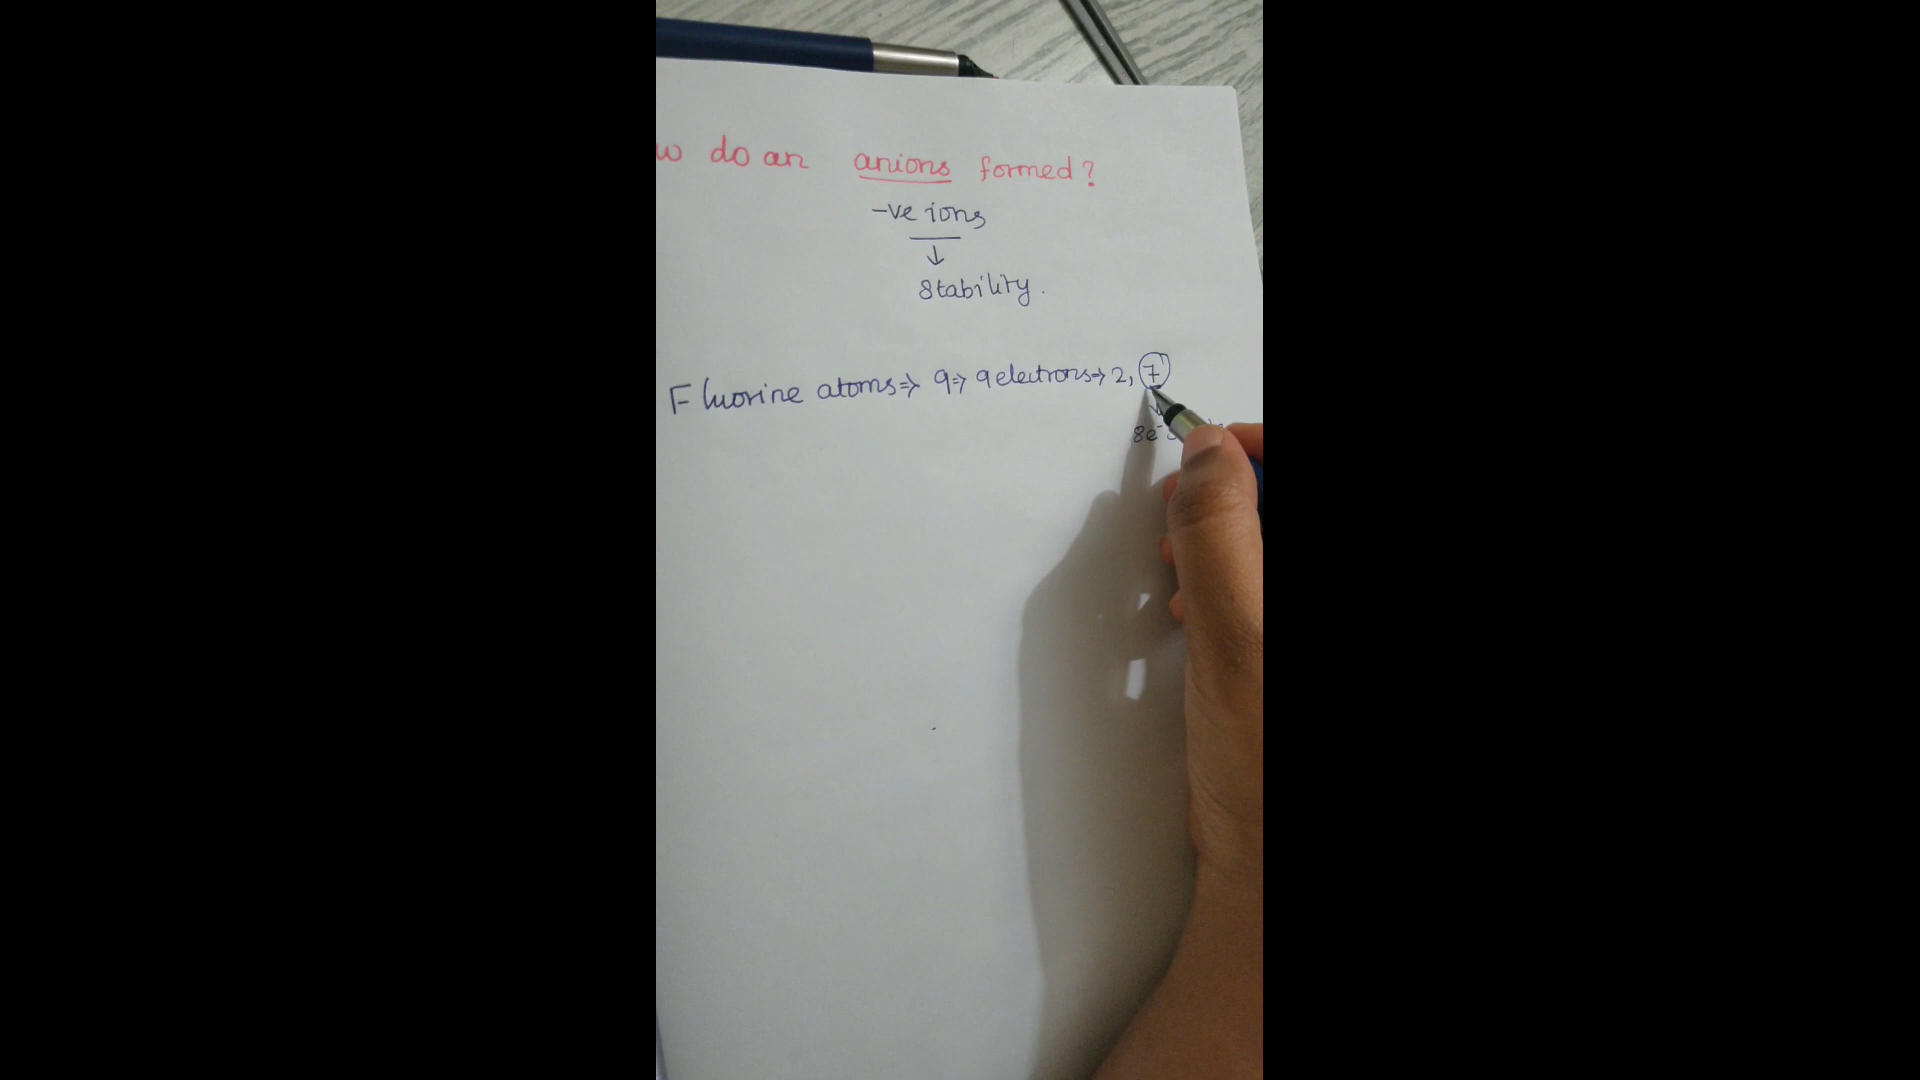 do an anions formed?
-ve ions
↓
Stability.
Fluorine atoms => 9 => 9 electrons → 2, 7
8e⁻